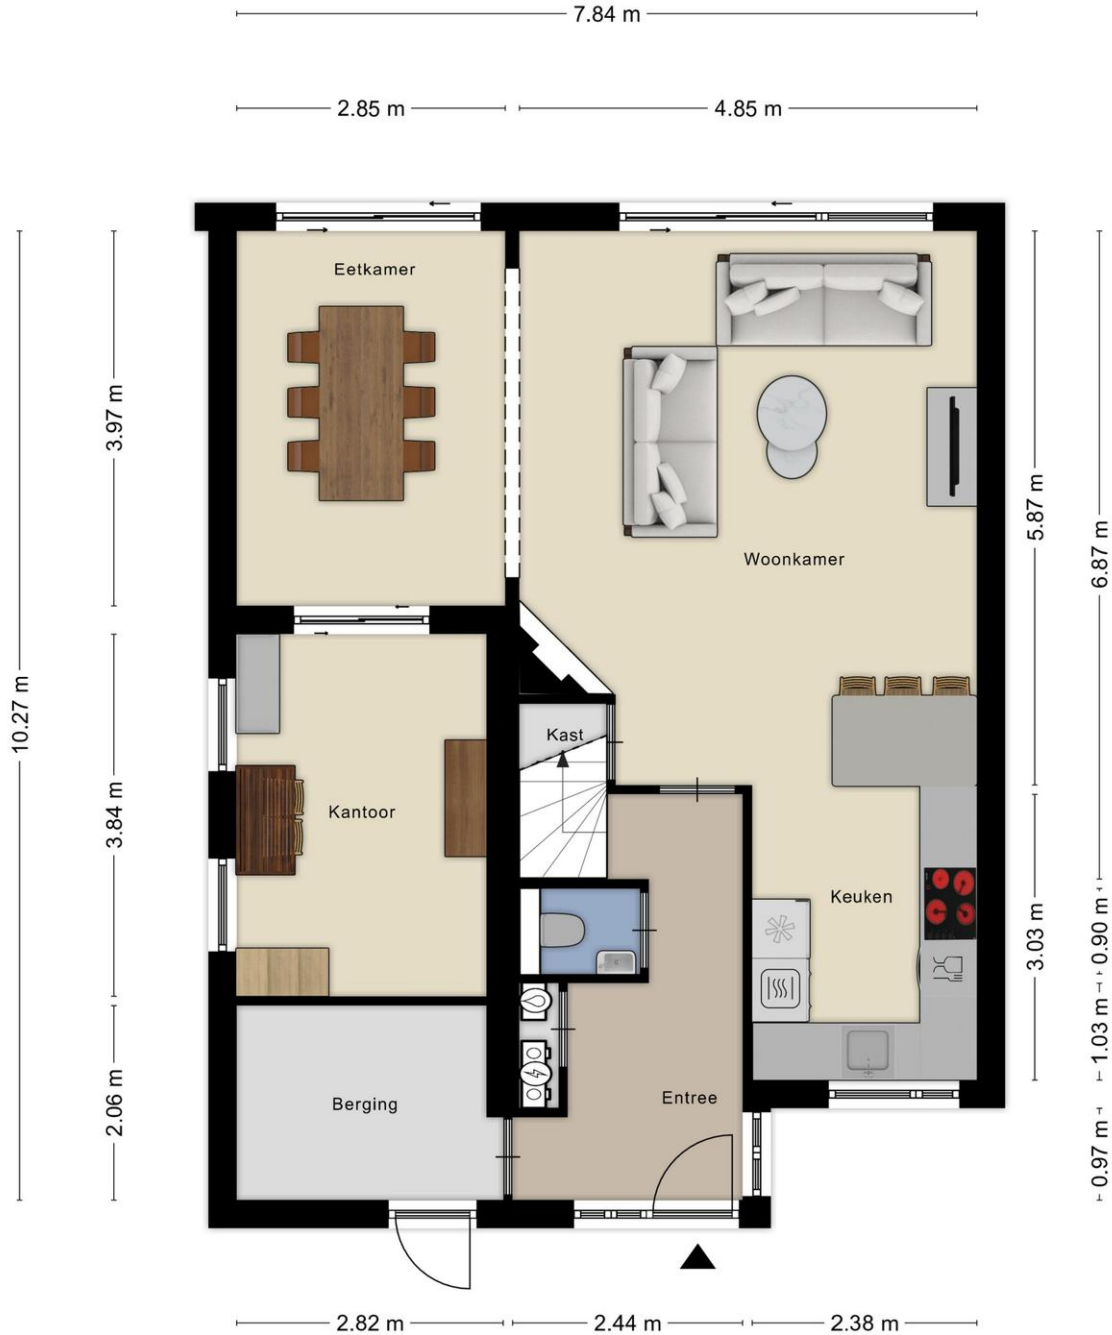 7.84 m
2.85 m
4.85 m
Eetkamer
3.97 m
5.87 m
6.87 m
Woonkamer
10.27 m
Kast
3.84 m
Kantoor
Keuken
0.90 m
3.03 m
1.03 m
2.06 m
Berging
Entree
0.97 m
2.82 m
2.44 m
2.38 m